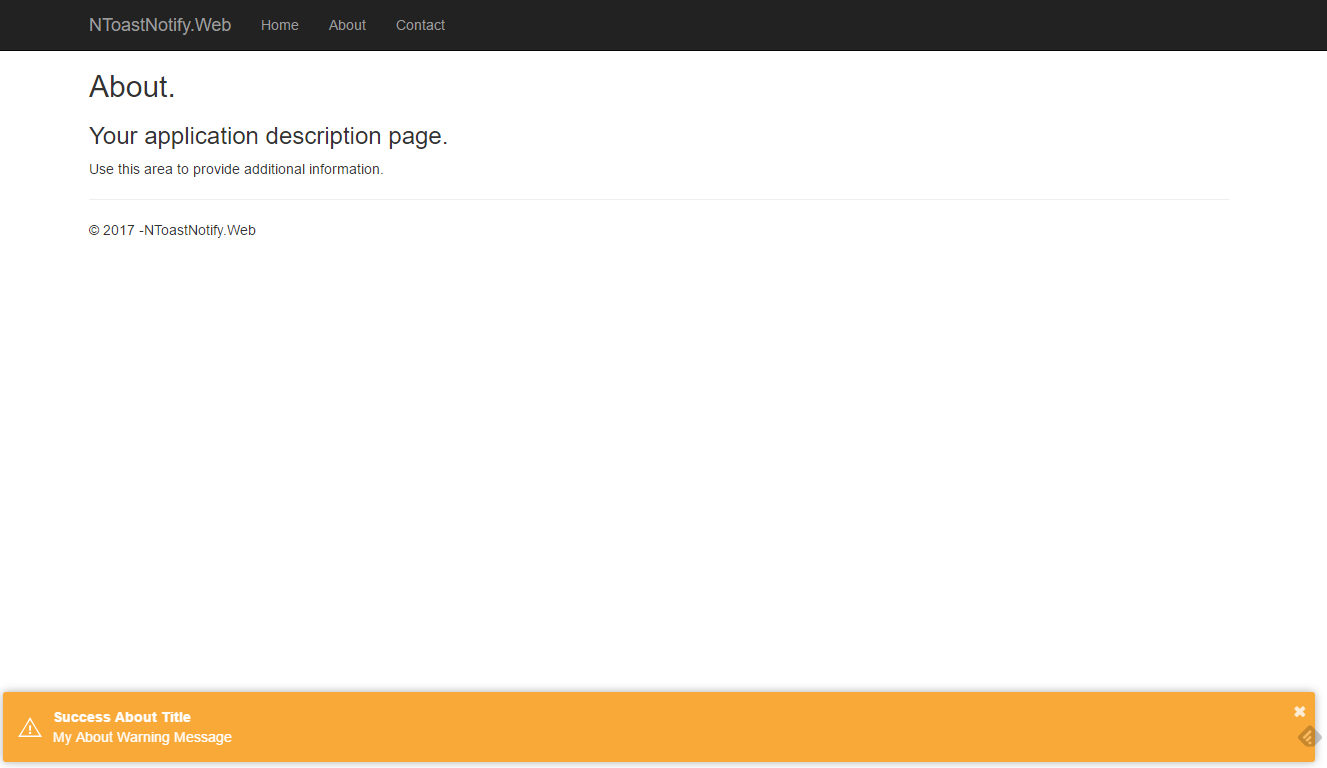 NToastNotify.Web Home About Contact
About.
Your application description page.
Use this area to provide additional information.
© 2017 -NToastNotify.Web
Success About Title
My About Warning Message